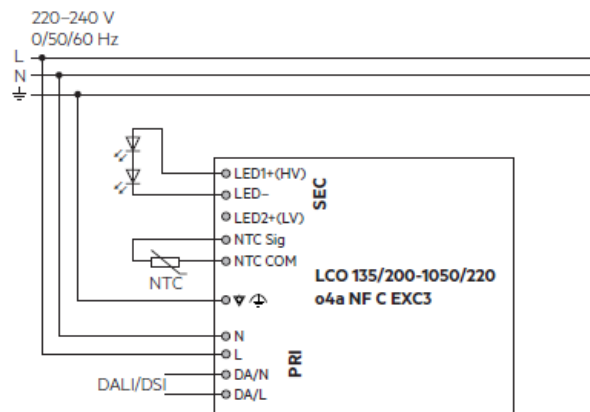 220–240 V
0/50/60 Hz
L
N
LED1+(HV)
LED–
LED2+(LV)
NTC Sig
NTC COM
NTC
SEC
LCO 135/200-1050/220
o4a NF C EXC3
N
L
DA/N
DA/L
DALI/DSI
PRI